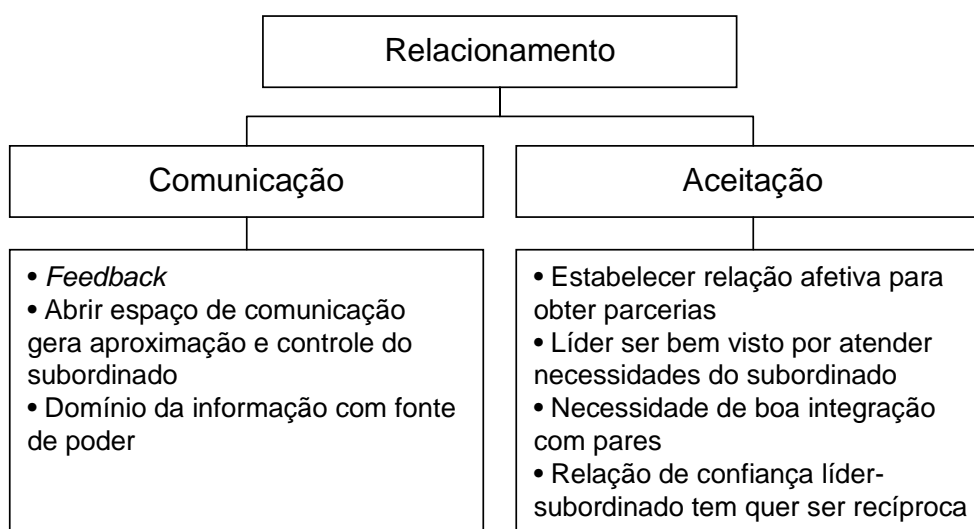 Relacionamento
Comunicação
Aceitação
• Feedback
• Abrir espaço de comunicação
gera aproximação e controle do
subordinado
• Domínio da informação com fonte
de poder
• Estabelecer relação afetiva para
obter parcerias
• Líder ser bem visto por atender
necessidades do subordinado
• Necessidade de boa integração
com pares
• Relação de confiança líder-
subordinado tem quer ser recíproca